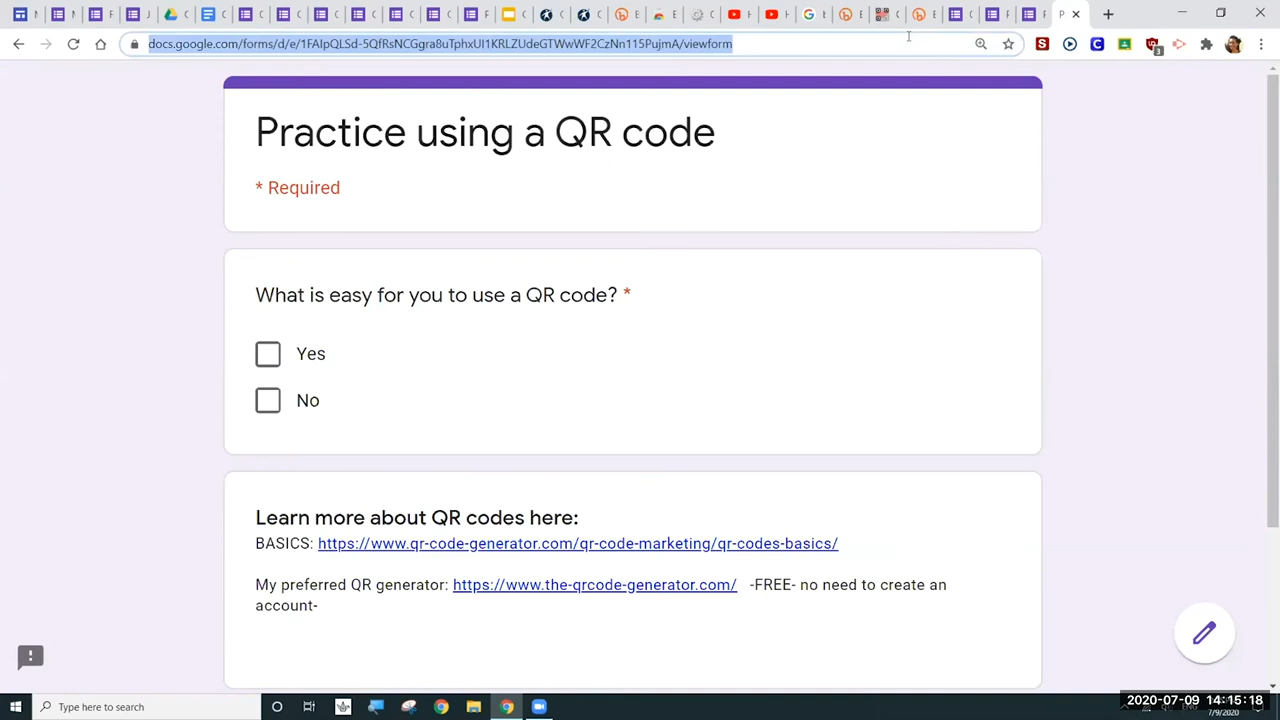 docs.google.com/forms/d/e/1FAIpQLSd-5QfRsNCGgra8uTphxUI1KRLZUdeGTWwWF2CzNn115PujmA/viewform
Practice using a QR code
* Required
What is easy for you to use a QR code? *
Yes
No
Learn more about QR codes here:
BASICS: https://www.qr-code-generator.com/qr-code-marketing/qr-codes-basics/
My preferred QR generator: https://www.the-qrcode-generator.com/ -FREE- no need to create an
account-
Type here to search
2020-07-09 14:15:18
7/9/2020